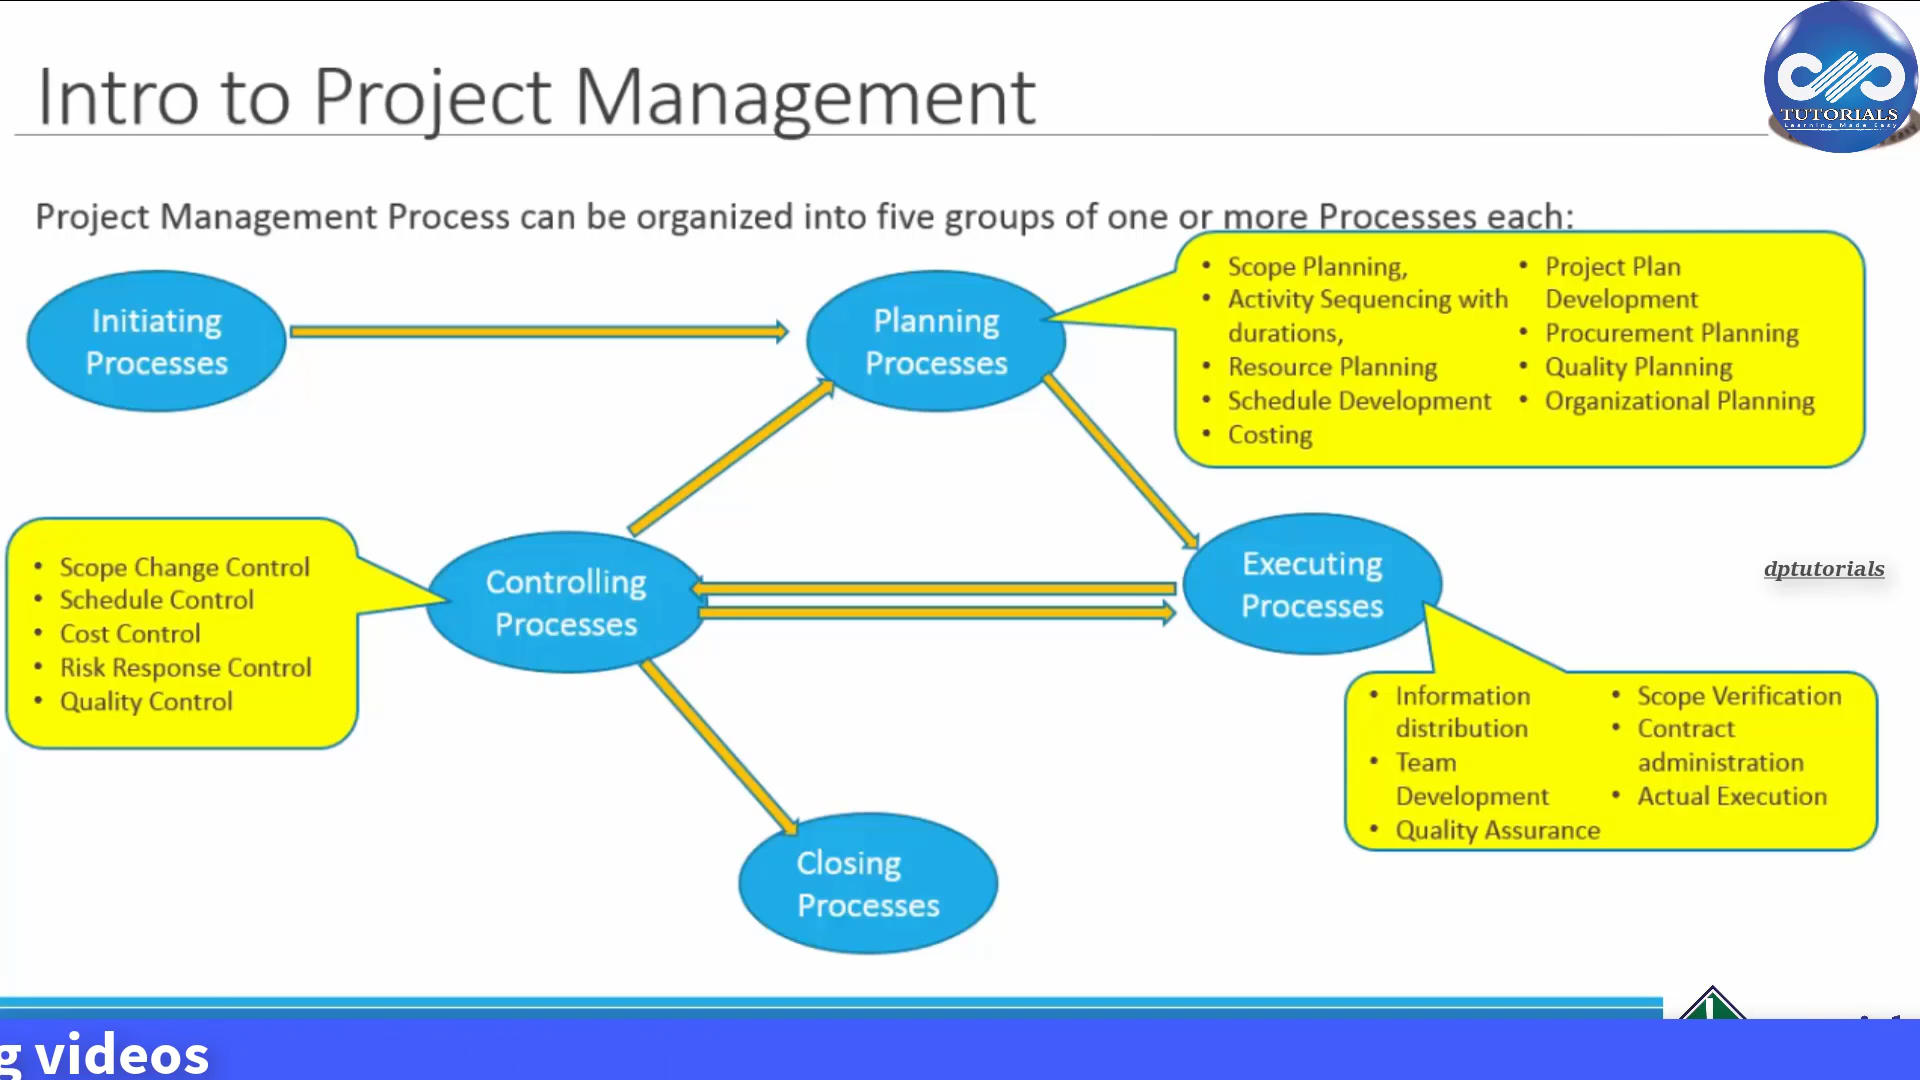 Intro to Project Management
TUTORIALS
Learning Made Easy
Project Management Process can be organized into five groups of one or more Processes each:
Initiating
Processes
Planning
Processes
• Scope Planning,
• Activity Sequencing with
durations,
• Resource Planning
• Schedule Development
• Costing
• Project Plan
Development
• Procurement Planning
• Quality Planning
• Organizational Planning
• Scope Change Control
• Schedule Control
• Cost Control
• Risk Response Control
• Quality Control
Controlling
Processes
Executing
Processes
dptutorials
• Information
distribution
• Team
Development
• Quality Assurance
• Scope Verification
• Contract
administration
• Actual Execution
Closing
Processes
g videos